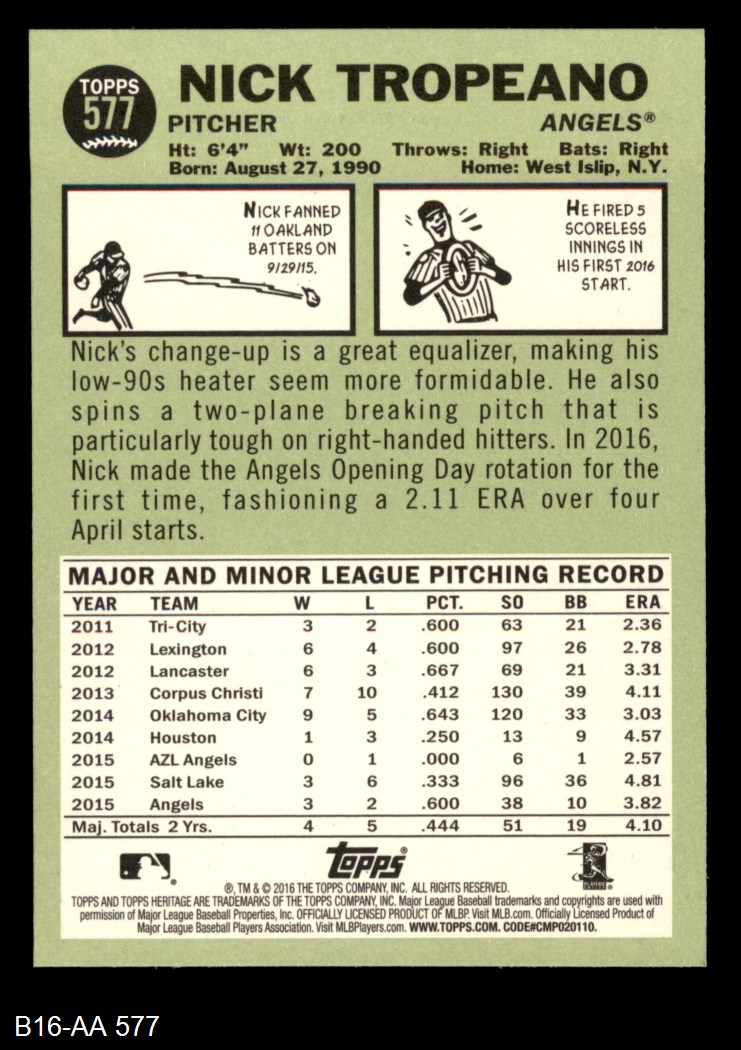 TOPPS
577
NICK TROPEANO
PITCHER ANGELS®
Ht: 6'4" Wt: 200 Throws: Right Bats: Right
Born: August 27, 1990 Home: West Islip, N.Y.
NICK FANNED
11 OAKLAND
BATTERS ON
9/29/15.
HE FIRED 5
SCORELESS
INNINGS IN
HIS FIRST 2016
START.
Nick's change-up is a great equalizer, making his
low-90s heater seem more formidable. He also
spins a two-plane breaking pitch that is
particularly tough on right-handed hitters. In 2016,
Nick made the Angels Opening Day rotation for the
first time, fashioning a 2.11 ERA over four
April starts.
MAJOR AND MINOR LEAGUE PITCHING RECORD
YEAR TEAM W L PCT. SO BB ERA
2011 Tri-City 3 2 .600 63 21 2.36
2012 Lexington 6 4 .600 97 26 2.78
2012 Lancaster 6 3 .667 69 21 3.31
2013 Corpus Christi 7 10 .412 130 39 4.11
2014 Oklahoma City 9 5 .643 120 33 3.03
2014 Houston 1 3 .250 13 9 4.57
2015 AZL Angels 0 1 .000 6 1 2.57
2015 Salt Lake 3 6 .333 96 36 4.81
2015 Angels 3 2 .600 38 10 3.82
Maj. Totals 2 Yrs. 4 5 .444 51 19 4.10
Topps®
®, TM & © 2016 THE TOPPS COMPANY, INC. ALL RIGHTS RESERVED.
TOPPS AND TOPPS HERITAGE ARE TRADEMARKS OF THE TOPPS COMPANY, INC. Major League Baseball trademarks and copyrights are used with
permission of Major League Baseball Properties, Inc. OFFICIALLY LICENSED PRODUCT OF MLBP. Visit MLB.com. Officially Licensed Product of
Major League Baseball Players Association. Visit MLBPlayers.com. WWW.TOPPS.COM. CODE#CMP020110.
B16-AA 577